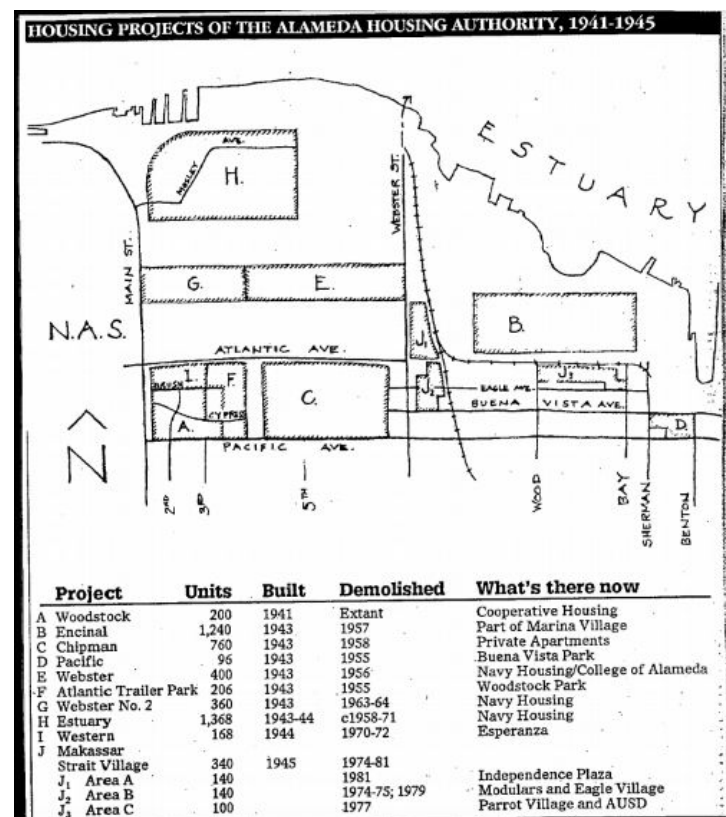 HOUSING PROJECTS OF THE ALAMEDA HOUSING AUTHORITY, 1941-1945
ESTUARY
AVE.
MOSLEY
H.
WEBSTER ST.
MAIN ST.
G.
E.
B.
N.A.S.
J1
ATLANTIC AVE.
I.
F.
J2
J3
BRUSH
C.
EAGLE AVE.
CYPRESS
BUENA VISTA AVE.
A.
D.
PACIFIC AVE.
N
2ND
3RD
5TH
WOOD
BAY
SHERMAN
BENTON
Project Units Built Demolished What's there now
A Woodstock 200 1941 Extant Cooperative Housing
B Encinal 1,240 1943 1957 Part of Marina Village
C Chipman 760 1943 1958 Private Apartments
D Pacific 96 1943 1955 Buena Vista Park
E Webster 400 1943 1956 Navy Housing/College of Alameda
F Atlantic Trailer Park 206 1943 1955 Woodstock Park
G Webster No. 2 360 1943 1963-64 Navy Housing
H Estuary 1,368 1943-44 c1958-71 Navy Housing
I Western 168 1944 1970-72 Esperanza
J Makassar
Strait Village 340 1945 1974-81
J1 Area A 140 1981 Independence Plaza
J2 Area B 140 1974-75; 1979 Modulars and Eagle Village
J3 Area C 100 1977 Parrot Village and AUSD